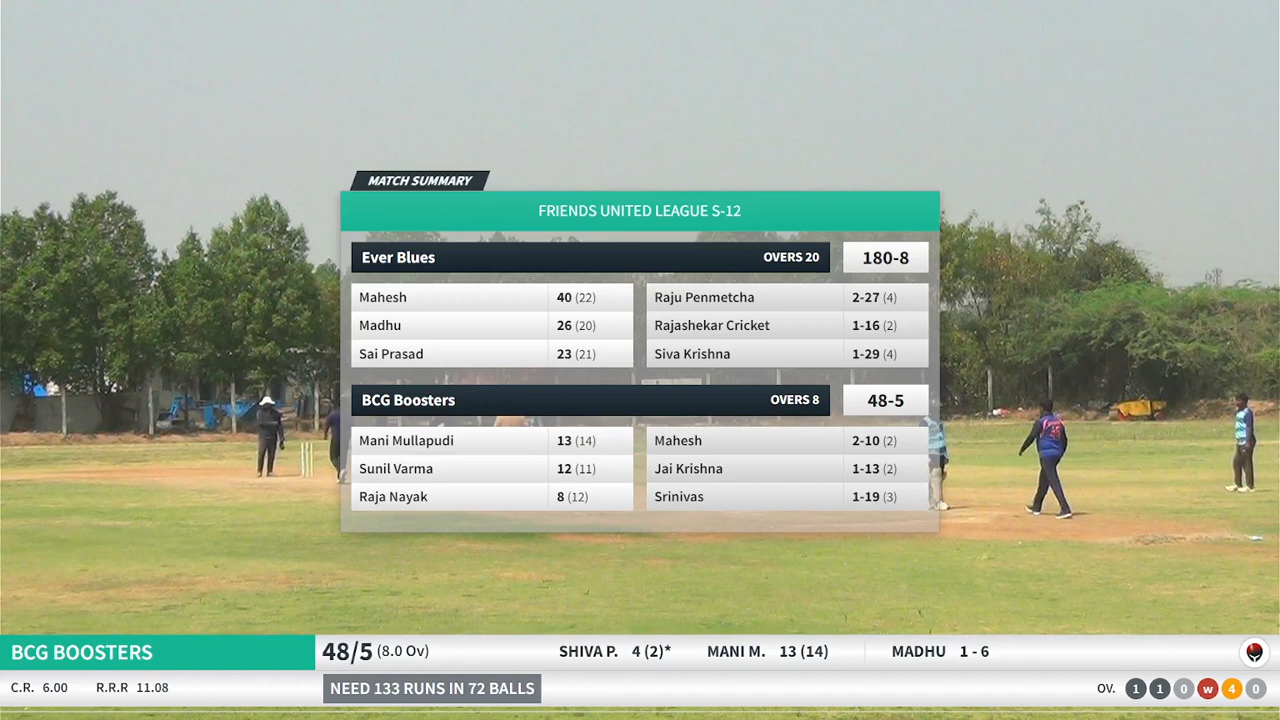 MATCH SUMMARY
FRIENDS UNITED LEAGUE S-12
Ever Blues OVERS 20 180-8
Mahesh 40 (22) Raju Penmetcha 2-27 (4)
Madhu 26 (20) Rajashekar Cricket 1-16 (2)
Sai Prasad 23 (21) Siva Krishna 1-29 (4)
BCG Boosters OVERS 8 48-5
Mani Mullapudi 13 (14) Mahesh 2-10 (2)
Sunil Varma 12 (11) Jai Krishna 1-13 (2)
Raja Nayak 8 (12) Srinivas 1-19 (3)
BCG BOOSTERS 48/5 (8.0 Ov) SHIVA P. 4 (2)* MANI M. 13 (14) MADHU 1 - 6
C.R. 6.00 R.R.R 11.08 NEED 133 RUNS IN 72 BALLS OV. 1 1 0 w 4 0